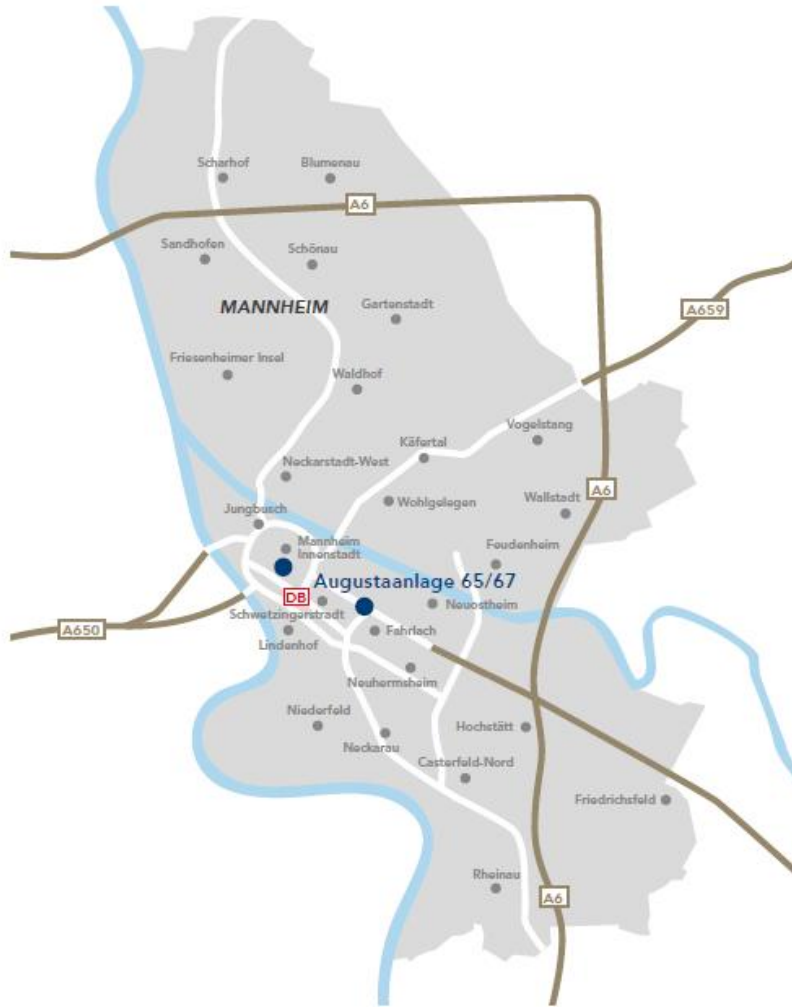 Scharhof
Blumenau
A6
Sandhofen
Schönau
MANNHEIM
Gartenstadt
A659
Friesenheimer Insel
Waldhof
Vogelstang
Käfertal
Neckarstadt-West
A6
Wohlgelegen
Wallstadt
Jungbusch
Mannheim
Innenstadt
Feudenheim
Augustaanlage 65/67
DB
Neuostheim
Schwetzingerstradt
A650
Fahrlach
Lindenhof
Neuhermsheim
Niederfeld
Hochstätt
Neckarau
Casterfeld-Nord
Friedrichsfeld
Rheinau
A6